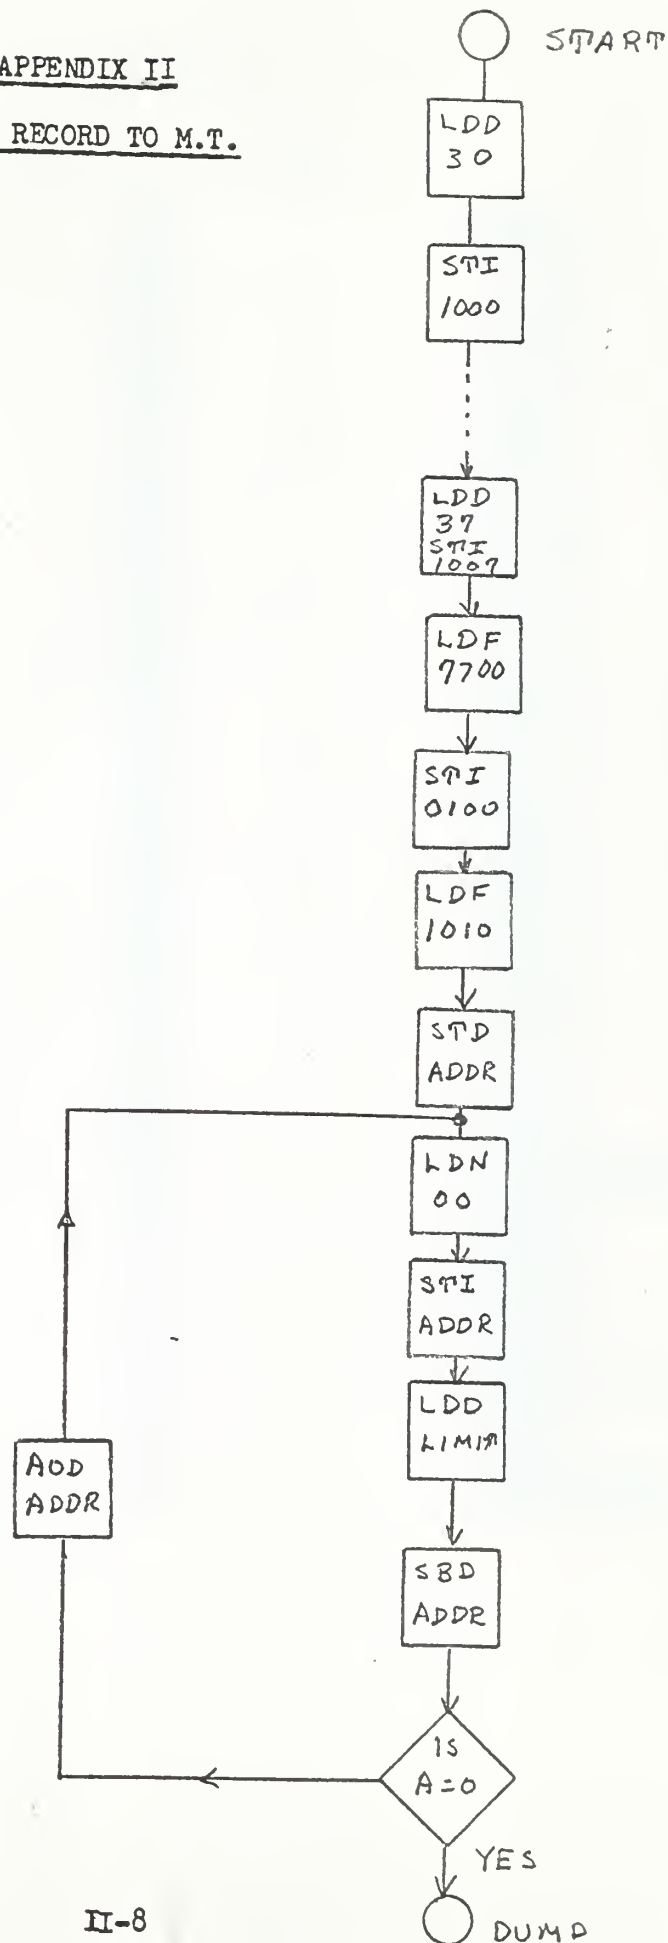 APPENDIX II
RECORD TO M.T.
START
LDD
30
STI
1000
LDD
37
STI
1007
LDF
7700
STI
0100
LDF
1010
STD
ADDR
LDN
00
STI
ADDR
LDD
LIMIT
SBD
ADDR
AOD
ADDR
IS
A=0
YES
DUMP
II-8